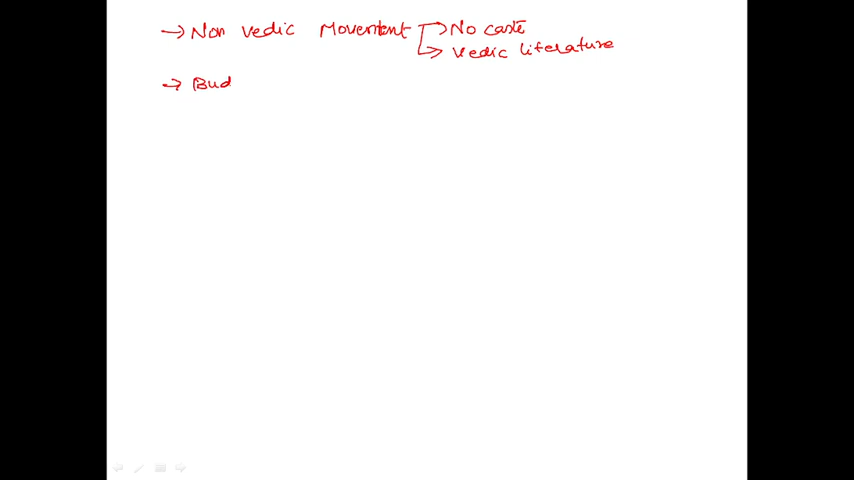 → Non vedic Movement → No caste
→ vedic literature
→ Bud